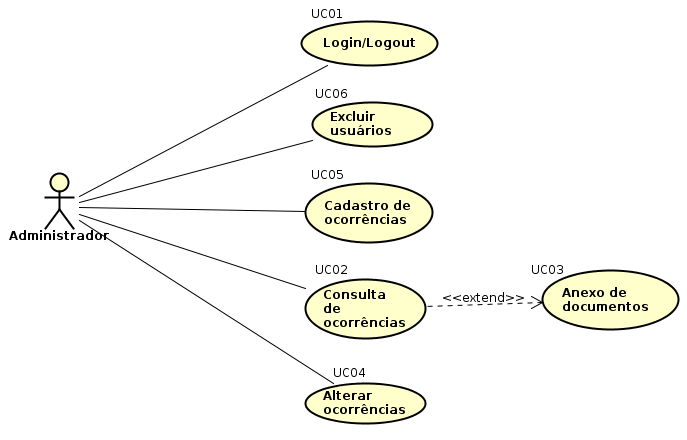 UC01
Login/Logout
UC06
Excluir
usuários
UC05
Cadastro de
ocorrências
Administrador
UC02
Consulta
de
ocorrências
<<extend>>
UC03
Anexo de
documentos
UC04
Alterar
ocorrências